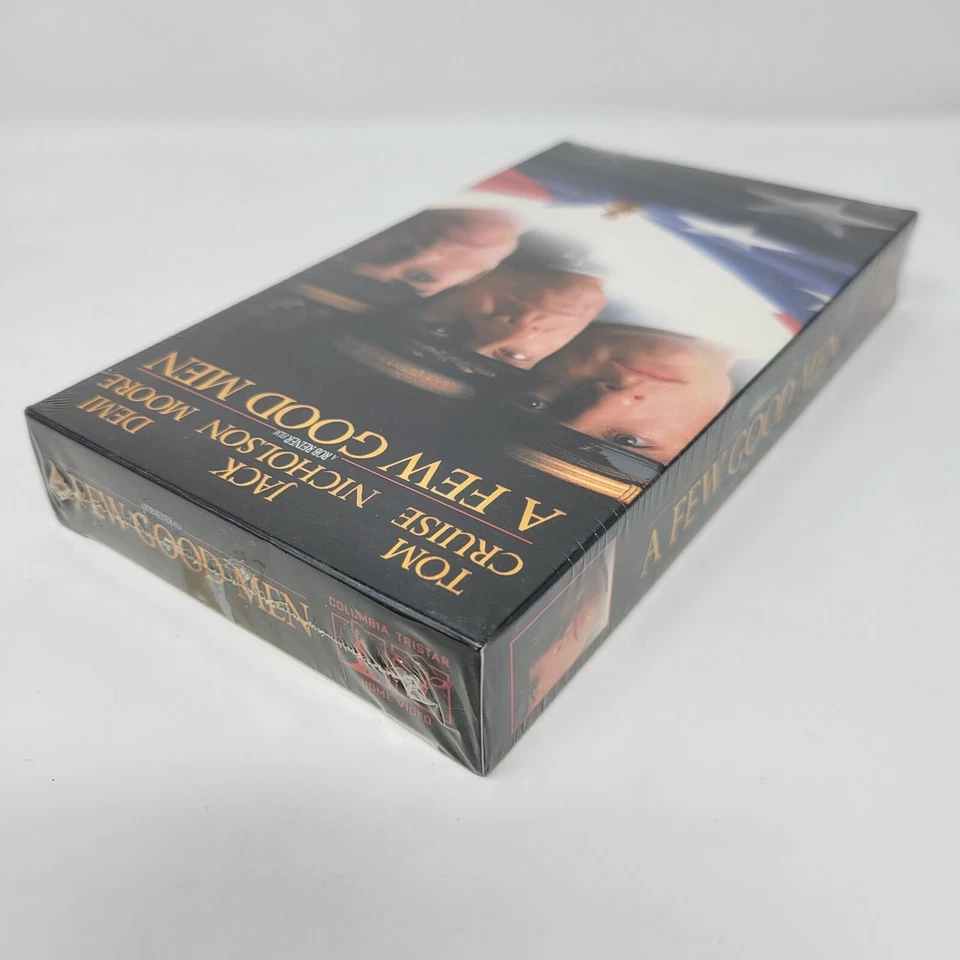 TOM CRUISE
JACK NICHOLSON
DEMI MOORE
A ROB REINER FILM
A FEW GOOD MEN
A FEW GOOD MEN
COLUMBIA TRISTAR
HOME VIDEO
A FEW GOOD MEN